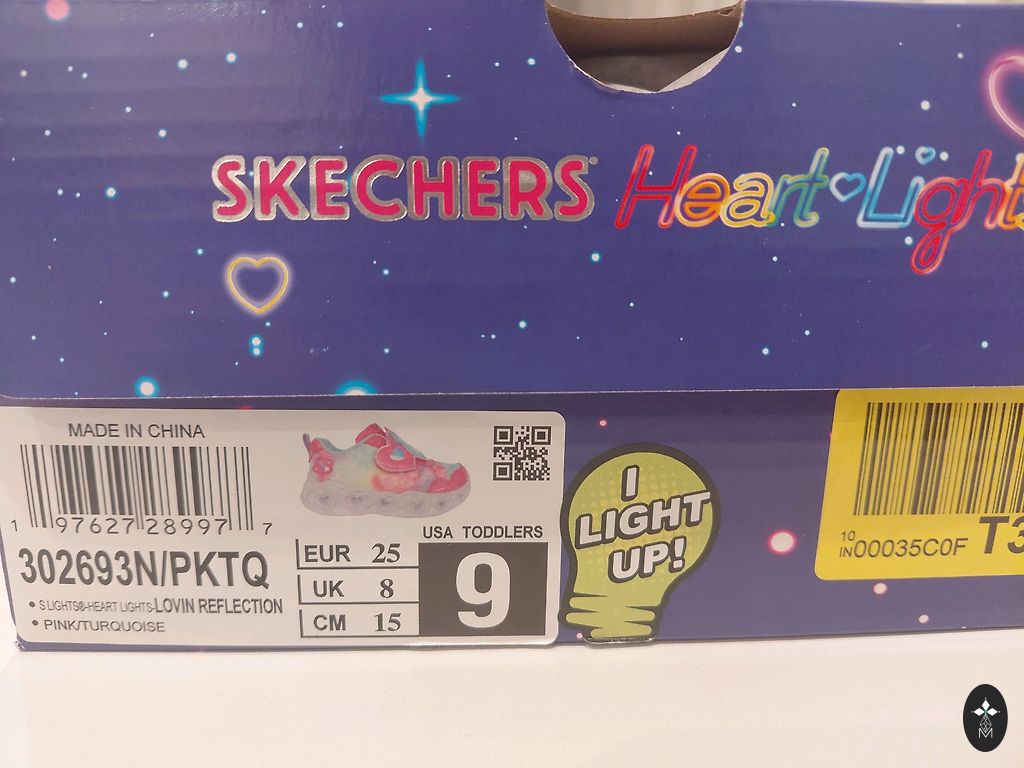 SKECHERS Heart Lights
MADE IN CHINA
1 97627 28997 7
302693N/PKTQ
• S LIGHTS®-HEART LIGHTS-LOVIN REFLECTION
• PINK/TURQUOISE
USA TODDLERS
EUR 25
UK 8
CM 15
9
I
LIGHT
UP!
10
IN00035C0F T3
M